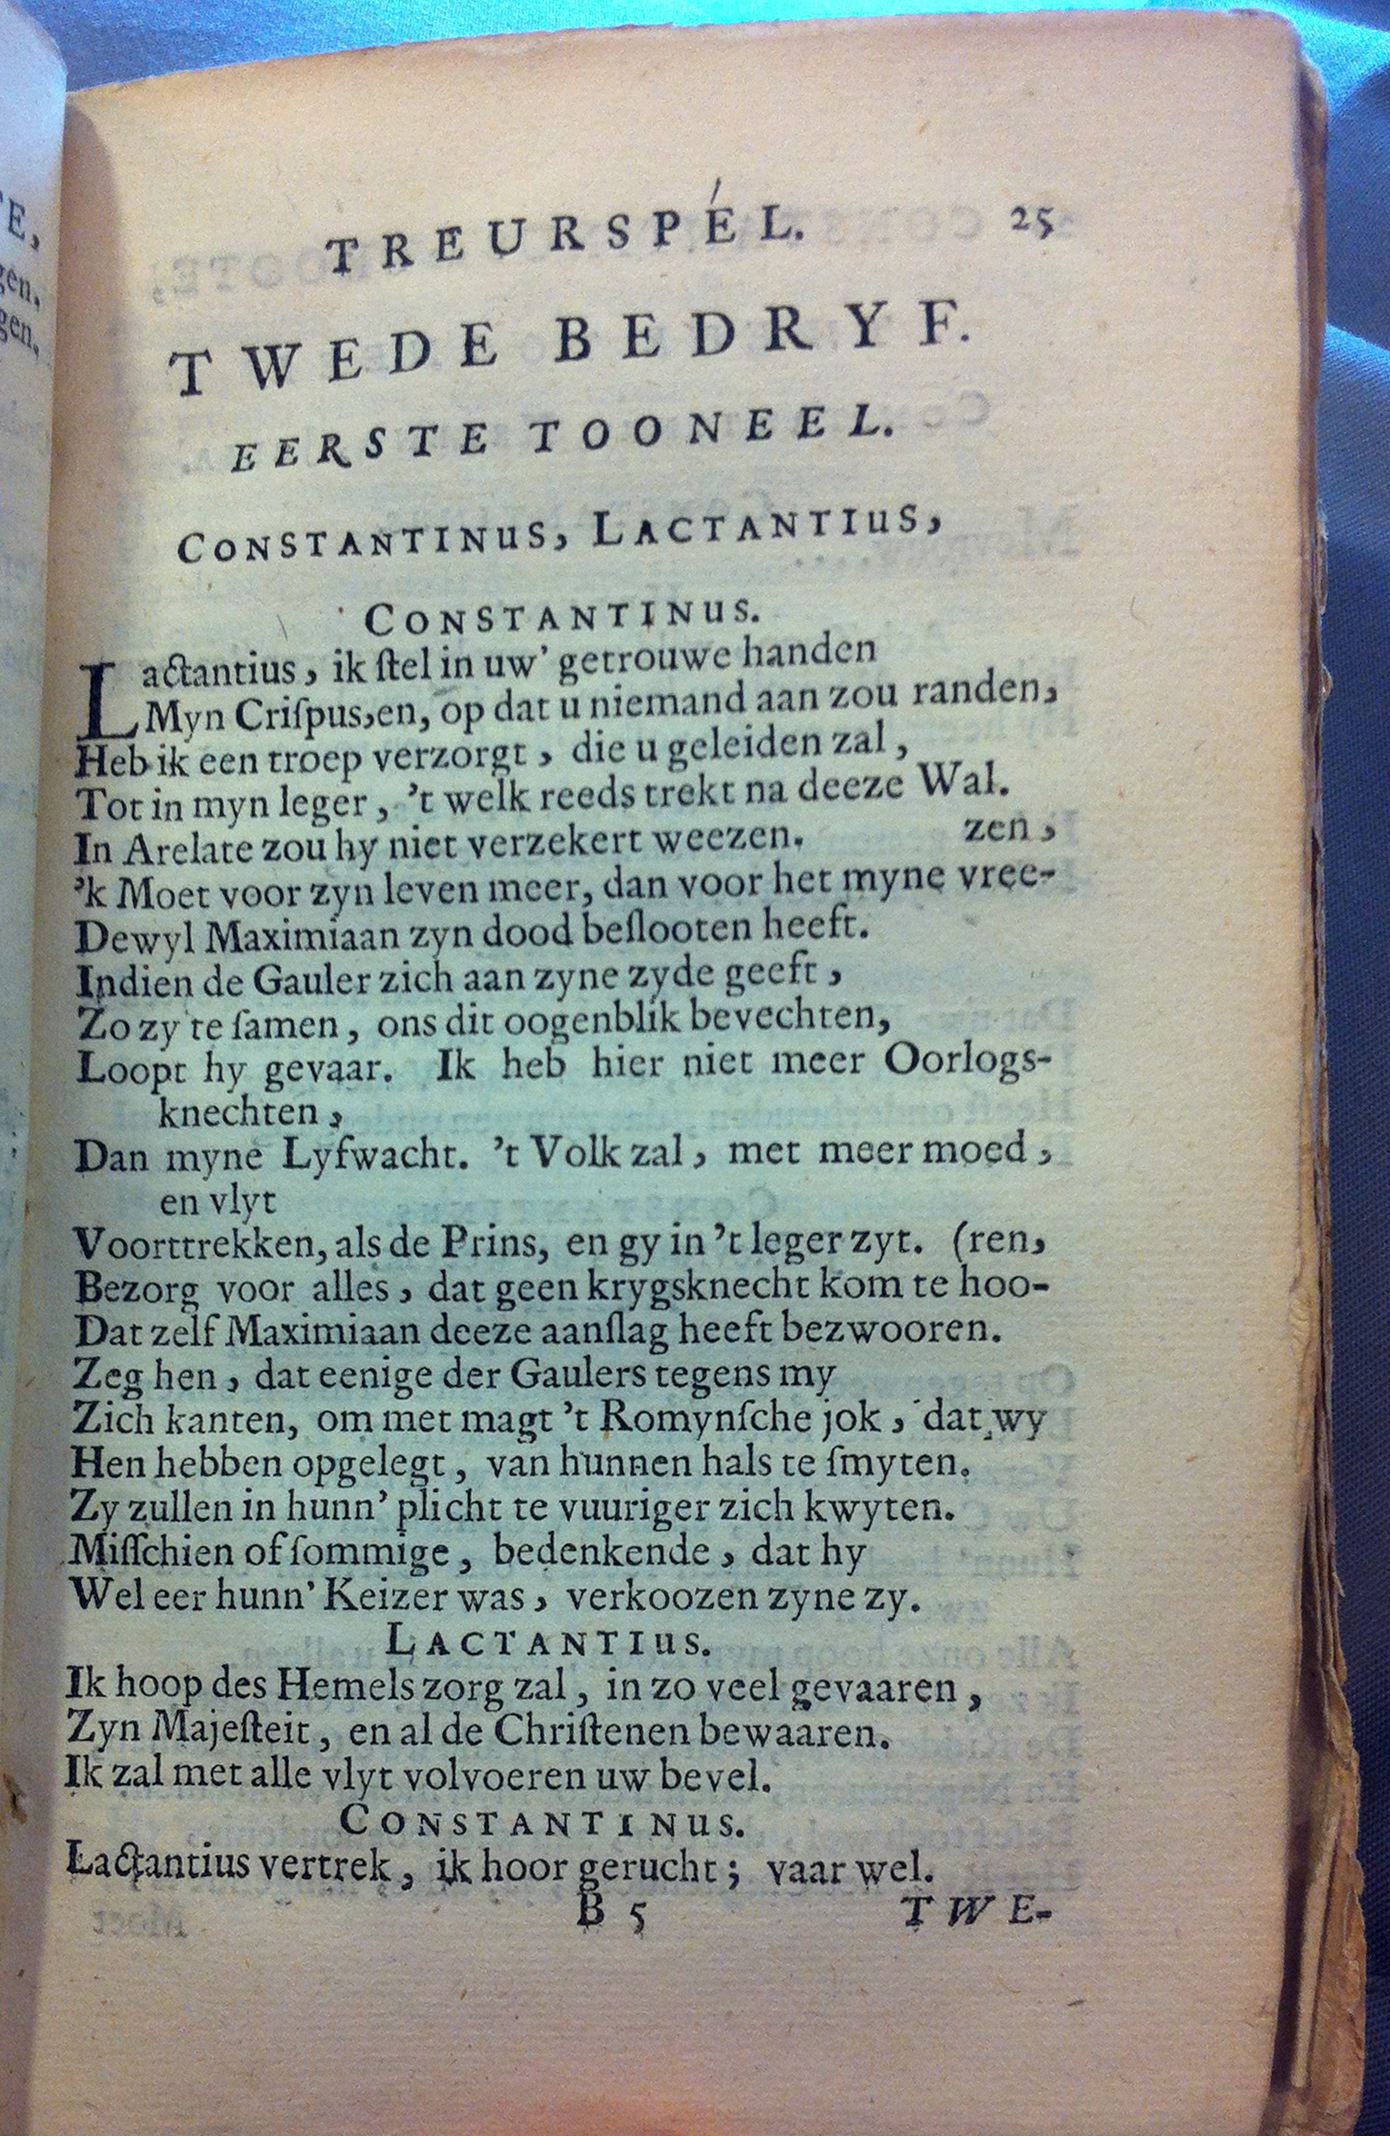 TREURSPÉL. 25
TWEDE BEDRYF.
EERSTE TOONEEL.
CONSTANTINUS, LACTANTIUS,
CONSTANTINUS.
Lactantius, ik ſtel in uw' getrouwe handen
Myn Criſpus,en, op dat u niemand aan zou randen,
Heb ik een troep verzorgt, die u geleiden zal,
Tot in myn leger, 't welk reeds trekt na deeze Wal.
In Arelate zou hy niet verzekert weezen. zen,
'k Moet voor zyn leven meer, dan voor het myne vree-
Dewyl Maximiaan zyn dood beſlooten heeft.
Indien de Gauler zich aan zyne zyde geeft,
Zo zy te ſamen, ons dit oogenblik bevechten,
Loopt hy gevaar. Ik heb hier niet meer Oorlogs-
knechten,
Dan myne Lyfwacht. 't Volk zal, met meer moed,
en vlyt
Voorttrekken, als de Prins, en gy in 't leger zyt. (ren,
Bezorg voor alles, dat geen krygsknecht kom te hoo-
Dat zelf Maximiaan deeze aanſlag heeft bezwooren.
Zeg hen, dat eenige der Gaulers tegens my
Zich kanten, om met magt 't Romynſche jok, dat wy
Hen hebben opgelegt, van hunnen hals te ſmyten.
Zy zullen in hunn' plicht te vuuriger zich kwyten.
Miſſchien of ſommige, bedenkende, dat hy
Wel eer hunn' Keizer was, verkoozen zyne zy.
LACTANTIUS.
Ik hoop des Hemels zorg zal, in zo veel gevaaren,
Zyn Majeſteit, en al de Chriſtenen bewaaren.
Ik zal met alle vlyt volvoeren uw bevel.
CONSTANTINUS.
Lactantius vertrek, ik hoor gerucht; vaar wel.
B 5 TWE-